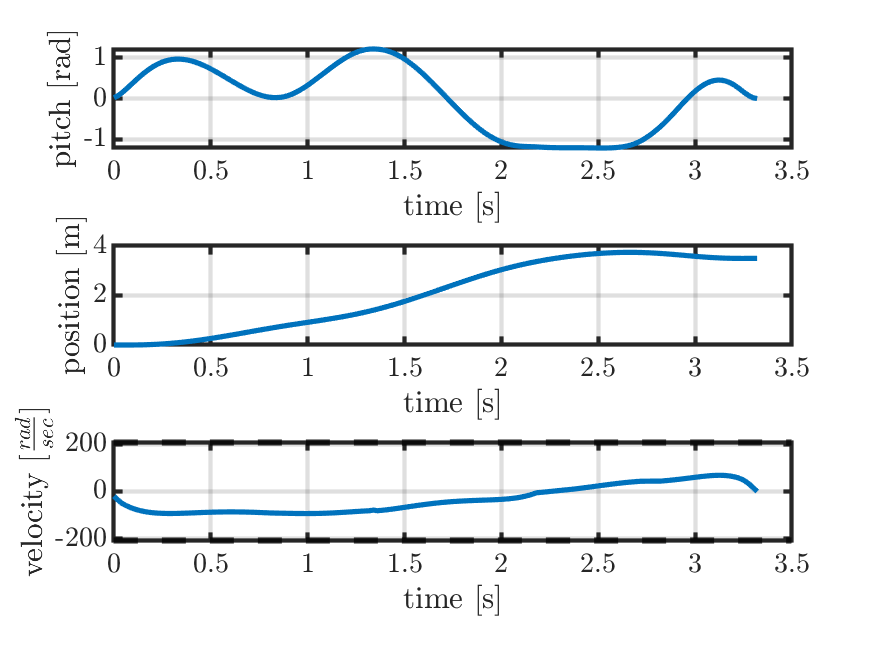 pitch [rad]
1
0
-1
0 0.5 1 1.5 2 2.5 3 3.5
time [s]
position [m]
4
2
0
0 0.5 1 1.5 2 2.5 3 3.5
time [s]
velocity [rad/sec]
200
0
-200
0 0.5 1 1.5 2 2.5 3 3.5
time [s]